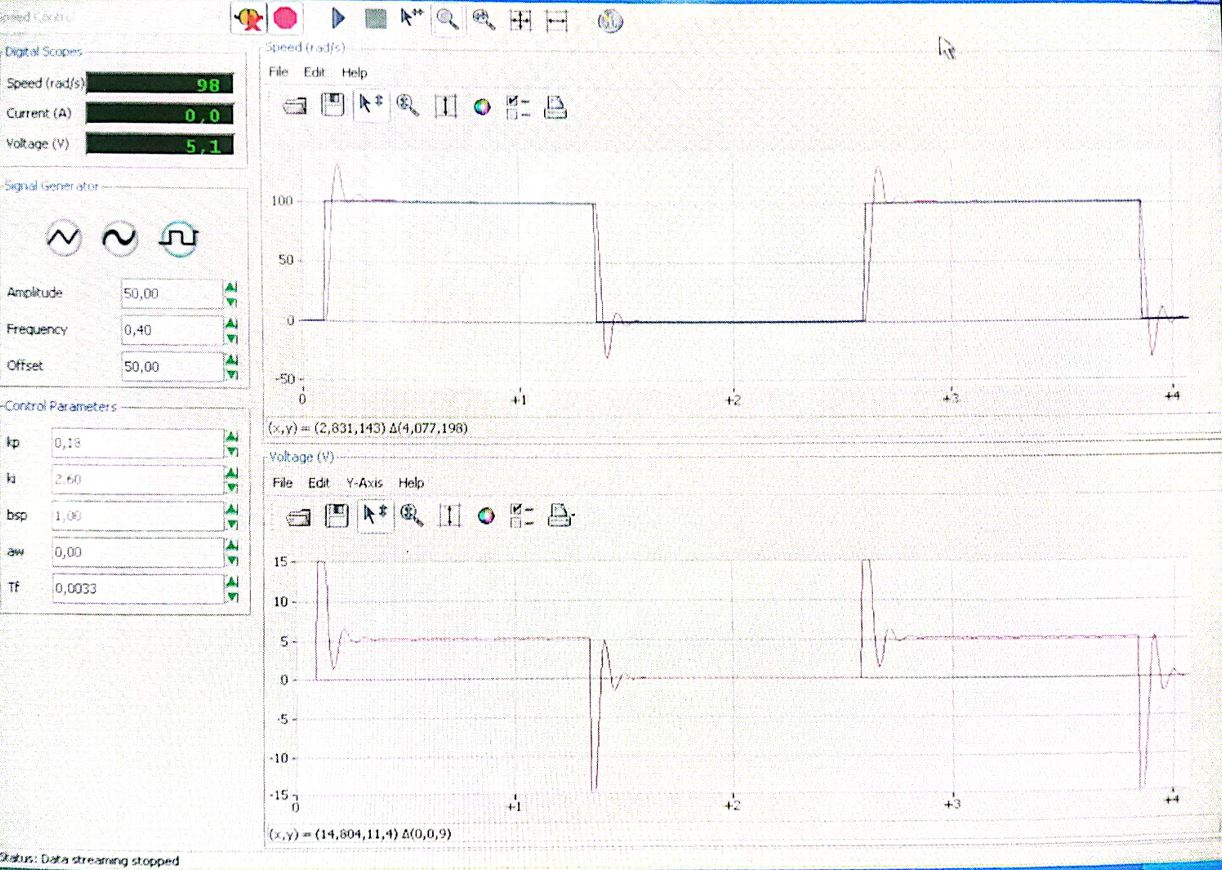 Speed Control
Digital Scopes
Speed (rad/s) 98
Current (A) 0,0
Voltage (V) 5,1
Signal Generator
Amplitude 50,00
Frequency 0,40
Offset 50,00
Control Parameters
kp 0,18
ki 2,60
bsp 1,00
aw 0,00
Tf 0,0033
Speed (rad/s)
File Edit Help
100
50
0
-50
0 +1 +2 +3 +4
(x,y) = (2,831,143) Δ(4,077,198)
Voltage (V)
File Edit Y-Axis Help
15
10
5
0
-5
-10
-15
0 +1 +2 +3 +4
(x,y) = (14,804,11,4) Δ(0,0,9)
Status: Data streaming stopped